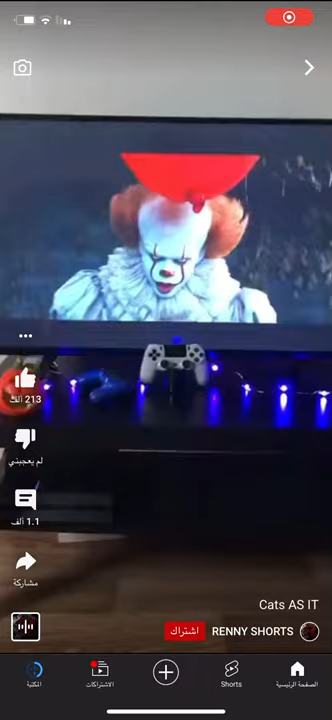 213 ألف
لم يعجبني
1.1 ألف
مشاركة
Cats AS IT
RENNY SHORTS
اشتراك
الصفحة الرئيسية
Shorts
الاشتراكات
المكتبة